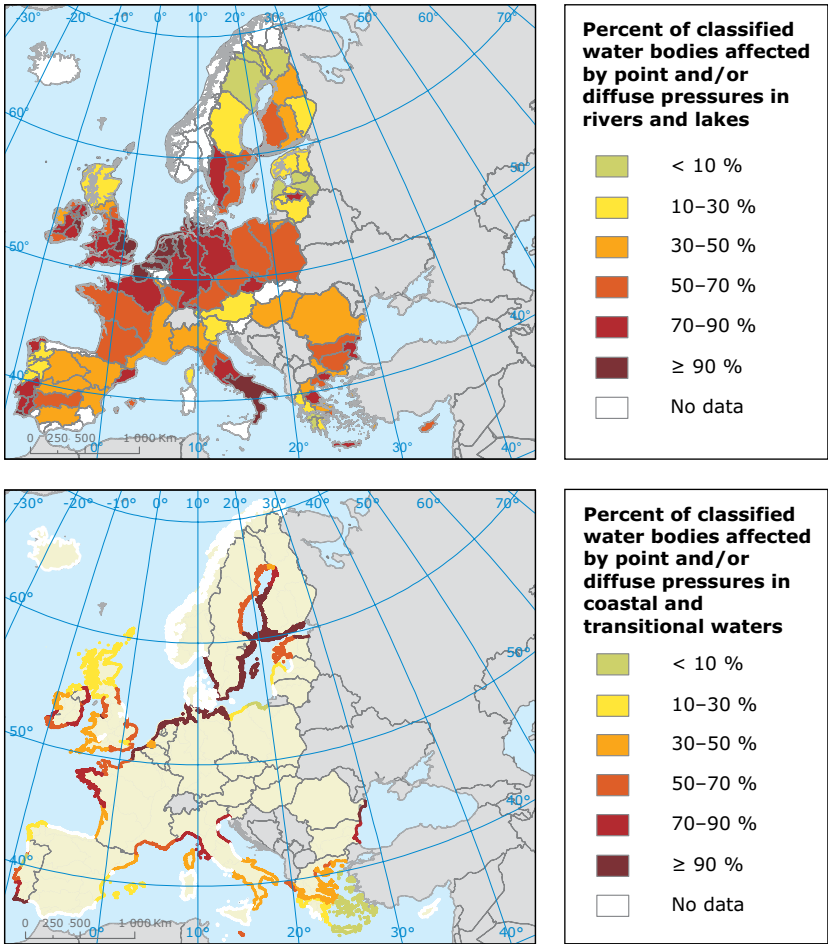 -30° -20° -10° 0° 10° 20° 30° 40° 50° 60° 70°
60°
50°
50°
40°
40°
0 250 500 1 000 Km
0° 10° 20° 30° 40°
Percent of classified
water bodies affected
by point and/or
diffuse pressures in
rivers and lakes
< 10 %
10–30 %
30–50 %
50–70 %
70–90 %
≥ 90 %
No data
-30° -20° -10° 0° 10° 20° 30° 40° 50° 60° 70°
60°
50°
50°
40°
40°
0 250 500 1 000 Km
0° 10° 20° 30° 40°
Percent of classified
water bodies affected
by point and/or
diffuse pressures in
coastal and
transitional waters
< 10 %
10–30 %
30–50 %
50–70 %
70–90 %
≥ 90 %
No data